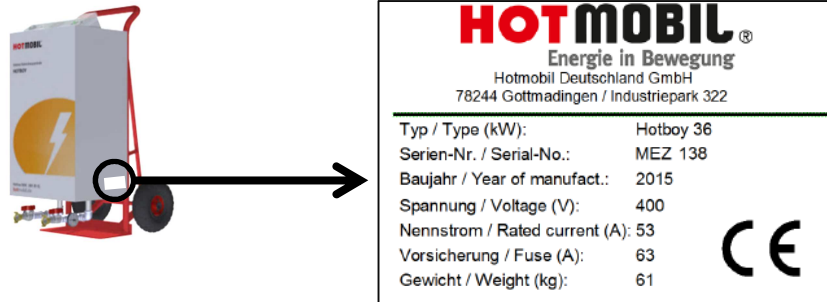 HOTMOBIL
HOTMOBIL®
Energie in Bewegung
Hotmobil Deutschland GmbH
78244 Gottmadingen / Industriepark 322
Typ / Type (kW): Hotboy 36
Serien-Nr. / Serial-No.: MEZ 138
Baujahr / Year of manufact.: 2015
Spannung / Voltage (V): 400
Nennstrom / Rated current (A): 53
Vorsicherung / Fuse (A): 63
Gewicht / Weight (kg): 61
CE